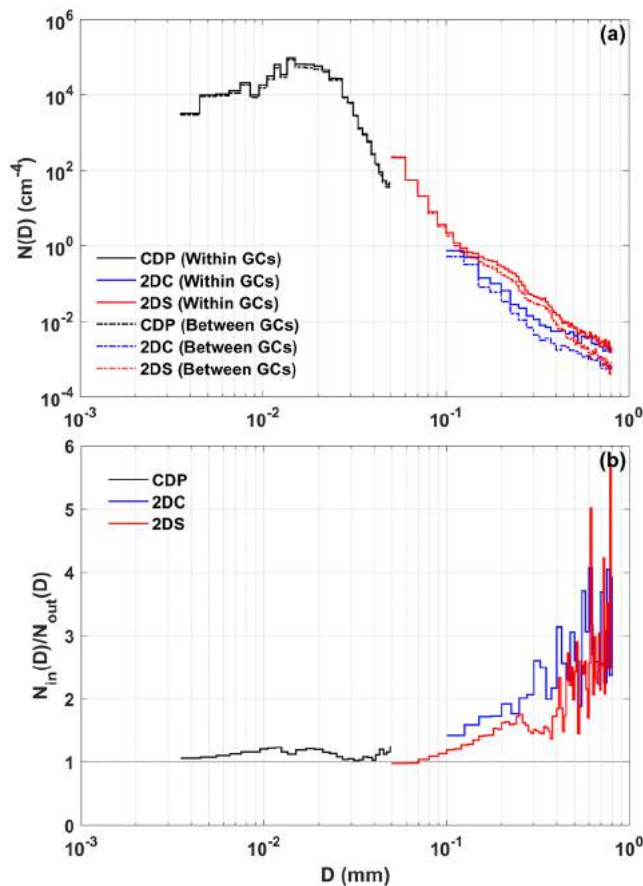 (a)
10^6
10^4
10^2
10^0
10^-2
10^-4
N(D) (cm^-4)
CDP (Within GCs)
2DC (Within GCs)
2DS (Within GCs)
CDP (Between GCs)
2DC (Between GCs)
2DS (Between GCs)
10^-3 10^-2 10^-1 10^0
(b)
6
5
4
3
2
1
0
N_in(D)/N_out(D)
CDP
2DC
2DS
10^-3 10^-2 10^-1 10^0
D (mm)